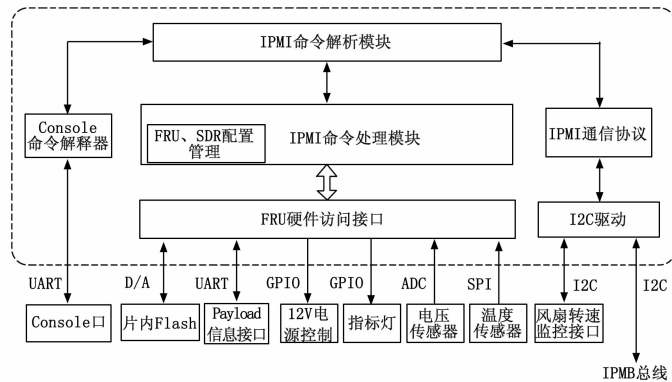 IPMI命令解析模块
Console
命令解释器
FRU、SDR配置
管理
IPMI命令处理模块
IPMI通信协议
FRU硬件访问接口
I2C驱动
UART
D/A
UART
GPIO
GPIO
ADC
SPI
I2C
I2C
Console口
片内Flash
Payload
信息接口
12V电
源控制
指标灯
电压
传感器
温度
传感器
风扇转速
监控接口
IPMB总线